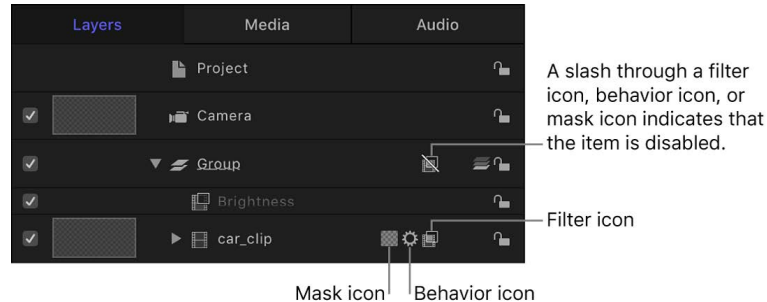 Layers
Media
Audio
Project
Camera
Group
Brightness
car_clip
A slash through a filter
icon, behavior icon, or
mask icon indicates that
the item is disabled.
Filter icon
Mask icon
Behavior icon